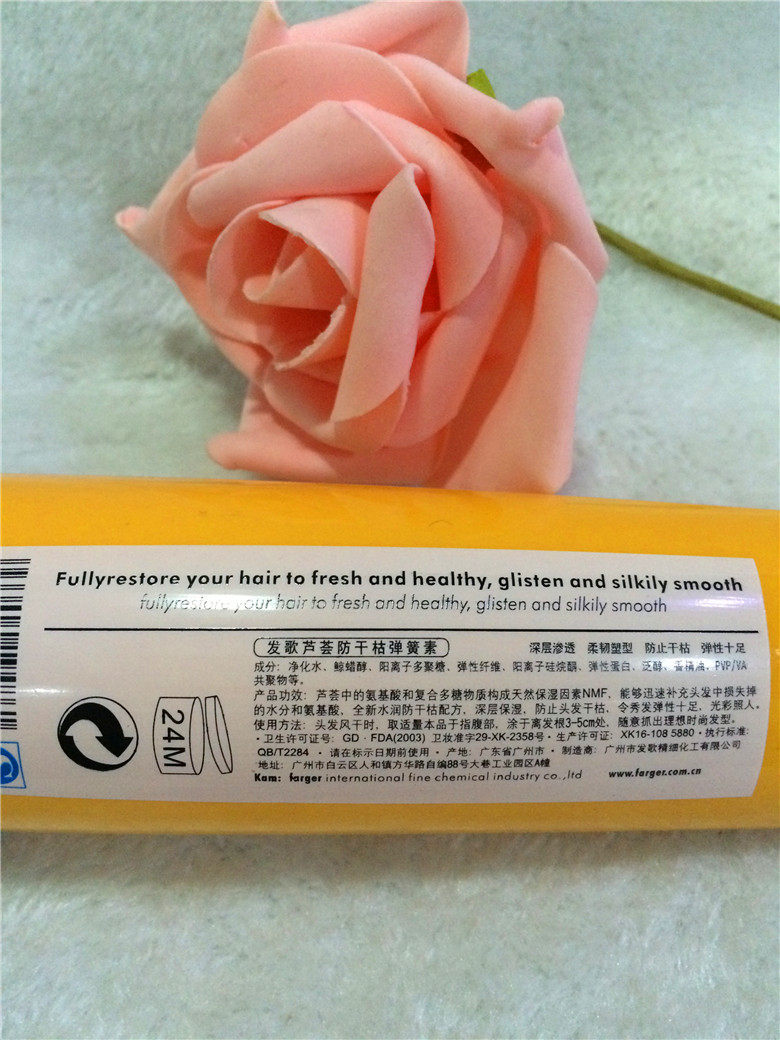 Fullyrestore your hair to fresh and healthy, glisten and silkily smooth
fullyrestore your hair to fresh and healthy, glisten and silkily smooth
发歌芦荟防干枯弹簧素 深层渗透 柔韧塑型 防止干枯 弹性十足
成分：净化水、鲸蜡醇、阳离子多聚糖、弹性纤维、阳离子硅烷酮、弹性蛋白、泛醇、香精油、PVP/VA
共聚物等。
产品功效：芦荟中的氨基酸和复合多糖物质构成天然保湿因素NMF，能够迅速补充头发中损失掉
的水分和氨基酸、全新水润防干枯配方，深层保湿、防止头发干枯、令秀发弹性十足，光彩照人。
使用方法：头发风干时、取适量本品于指腹部，涂于离发根3-5cm处，随意抓出理想时尚发型。
·卫生许可证号：GD·FDA(2003) 卫妆准字29-XK-2358号·生产许可证：XK16-108 5880·执行标准：
QB/T2284 ·请在标示日期前使用·产地：广东省广州市·制造商：广州市发歌精细化工有限公司
·地址：广州市白云区人和镇方华路自编88号大巷工业园区A幢
Kam: farger international fine chemical industry co.,ltd www.farger.com.cn
24M